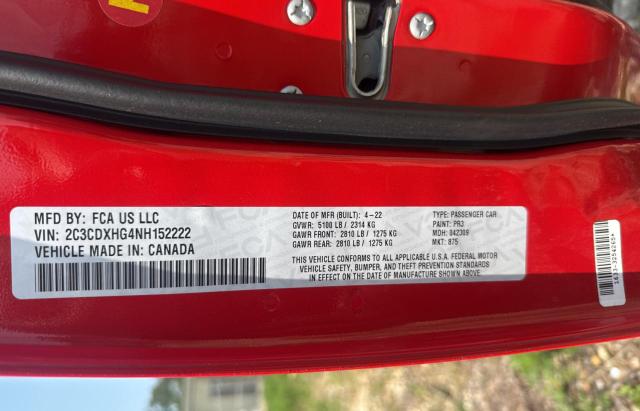 MFD BY: FCA US LLC
VIN: 2C3CDXHG4NH152222
VEHICLE MADE IN: CANADA
DATE OF MFR (BUILT): 4-22
GVWR: 5100 LB / 2314 KG
GAWR FRONT: 2810 LB / 1275 KG
GAWR REAR: 2810 LB / 1275 KG
TYPE: PASSENGER CAR
PAINT: PR3
MDH: 042309
MKT: 875
THIS VEHICLE CONFORMS TO ALL APPLICABLE U.S.A. FEDERAL MOTOR
VEHICLE SAFETY, BUMPER, AND THEFT PREVENTION STANDARDS
IN EFFECT ON THE DATE OF MANUFACTURE SHOWN ABOVE